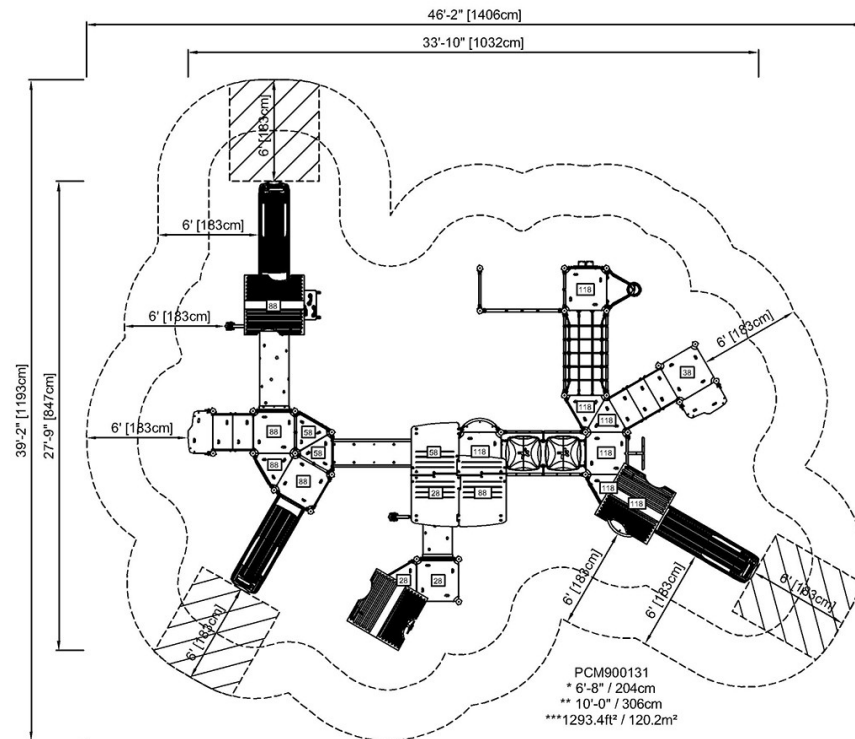 46'-2" [1406cm]
33'-10" [1032cm]
39'-2" [1193cm]
27'-9" [847cm]
6' [183cm]
6' [183cm]
6' [183cm]
6' [183cm]
6' [183cm]
6' [183cm]
6' [183cm]
6' [183cm]
6' [183cm]
88
118
38
118
118
88
58
58
118
118
58
88
88
28
88
118
118
28
28
PCM900131
* 6'-8" / 204cm
** 10'-0" / 306cm
***1293.4ft² / 120.2m²